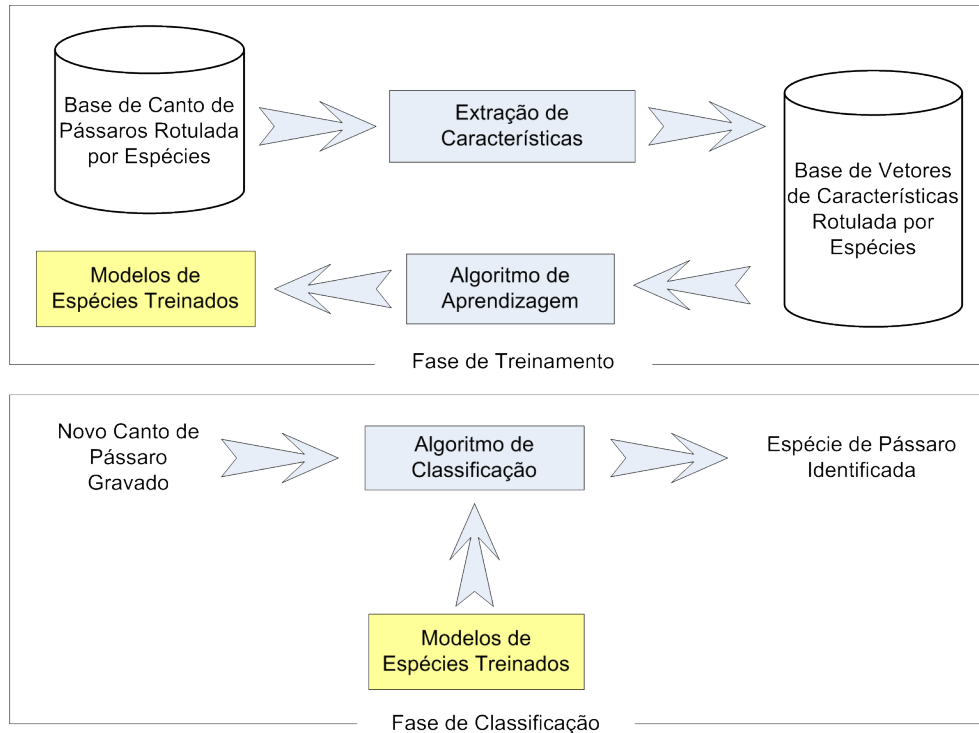 Base de Canto de
Pássaros Rotulada
por Espécies
Extração de
Características
Base de Vetores
de Características
Rotulada por
Espécies
Modelos de
Espécies Treinados
Algoritmo de
Aprendizagem
Fase de Treinamento
Novo Canto de
Pássaro
Gravado
Algoritmo de
Classificação
Espécie de Pássaro
Identificada
Modelos de
Espécies Treinados
Fase de Classificação